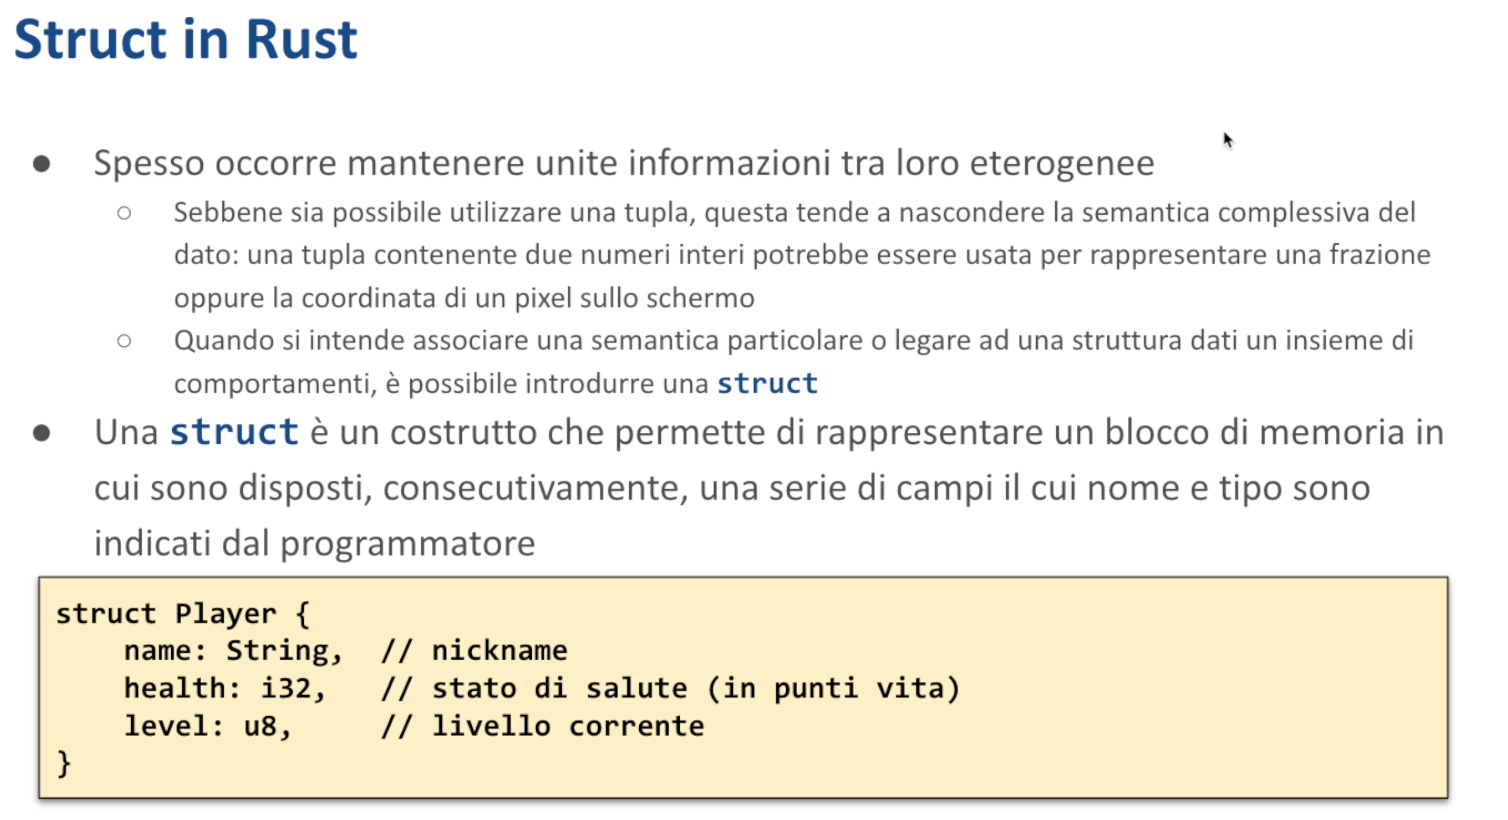 Struct in Rust
● Spesso occorre mantenere unite informazioni tra loro eterogenee
○ Sebbene sia possibile utilizzare una tupla, questa tende a nascondere la semantica complessiva del
dato: una tupla contenente due numeri interi potrebbe essere usata per rappresentare una frazione
oppure la coordinata di un pixel sullo schermo
○ Quando si intende associare una semantica particolare o legare ad una struttura dati un insieme di
comportamenti, è possibile introdurre una struct
● Una struct è un costrutto che permette di rappresentare un blocco di memoria in
cui sono disposti, consecutivamente, una serie di campi il cui nome e tipo sono
indicati dal programmatore
struct Player {
    name: String,  // nickname
    health: i32,   // stato di salute (in punti vita)
    level: u8,     // livello corrente
}